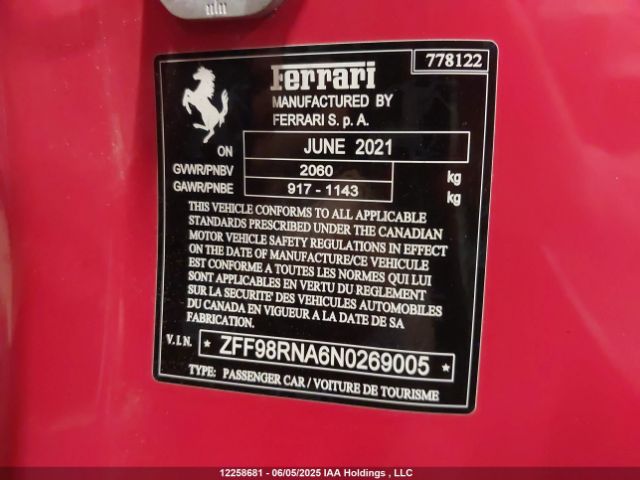 778122
Ferrari
MANUFACTURED BY
FERRARI S. p. A.
ON JUNE 2021
GVWR/PNBV 2060 kg
GAWR/PNBE 917 - 1143 kg
THIS VEHICLE CONFORMS TO ALL APPLICABLE
STANDARDS PRESCRIBED UNDER THE CANADIAN
MOTOR VEHICLE SAFETY REGULATIONS IN EFFECT
ON THE DATE OF MANUFACTURE/CE VEHICULE
EST CONFORME A TOUTES LES NORMES QUI LUI
SONT APPLICABLES EN VERTU DU REGLEMENT
SUR LA SECURITE' DES VEHICULES AUTOMOBILES
DU CANADA EN VIGUEUR A LA DATE DE SA
FABRICATION.
V.I.N. * ZFF98RNA6N0269005 *
TYPE: PASSENGER CAR / VOITURE DE TOURISME
12258681 - 06/05/2025 IAA Holdings , LLC